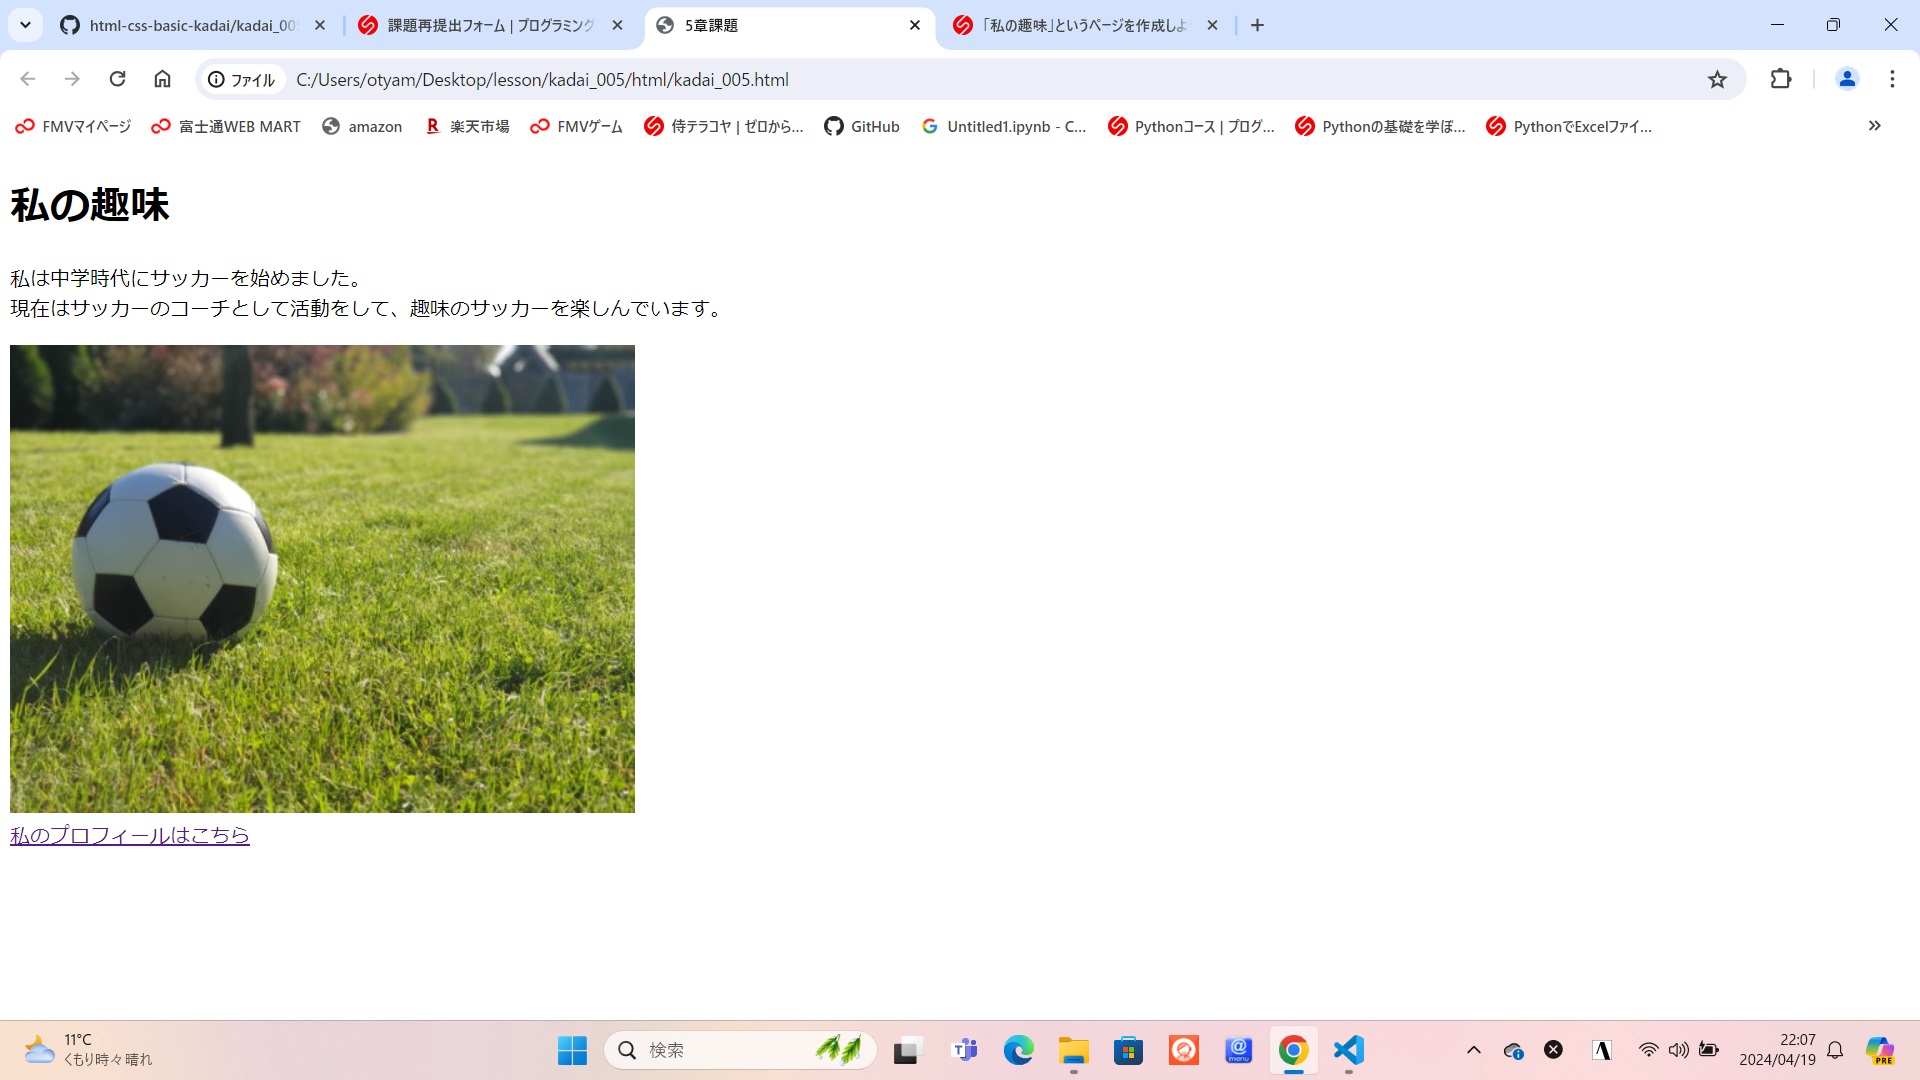 html-css-basic-kadai/kadai_00
課題再提出フォーム | プログラミング
5章課題
「私の趣味」というページを作成しよ
ファイル
C:/Users/otyam/Desktop/lesson/kadai_005/html/kadai_005.html
FMVマイページ
富士通WEB MART
amazon
R 楽天市場
FMVゲーム
侍テラコヤ | ゼロから...
GitHub
Untitled1.ipynb - C...
Pythonコース | プログ...
Pythonの基礎を学ぼ...
PythonでExcelファイ...
私の趣味
私は中学時代にサッカーを始めました。
現在はサッカーのコーチとして活動をして、趣味のサッカーを楽しんでいます。
私のプロフィールはこちら
11°C
くもり時々晴れ
検索
menu
A
22:07
2024/04/19
PRE